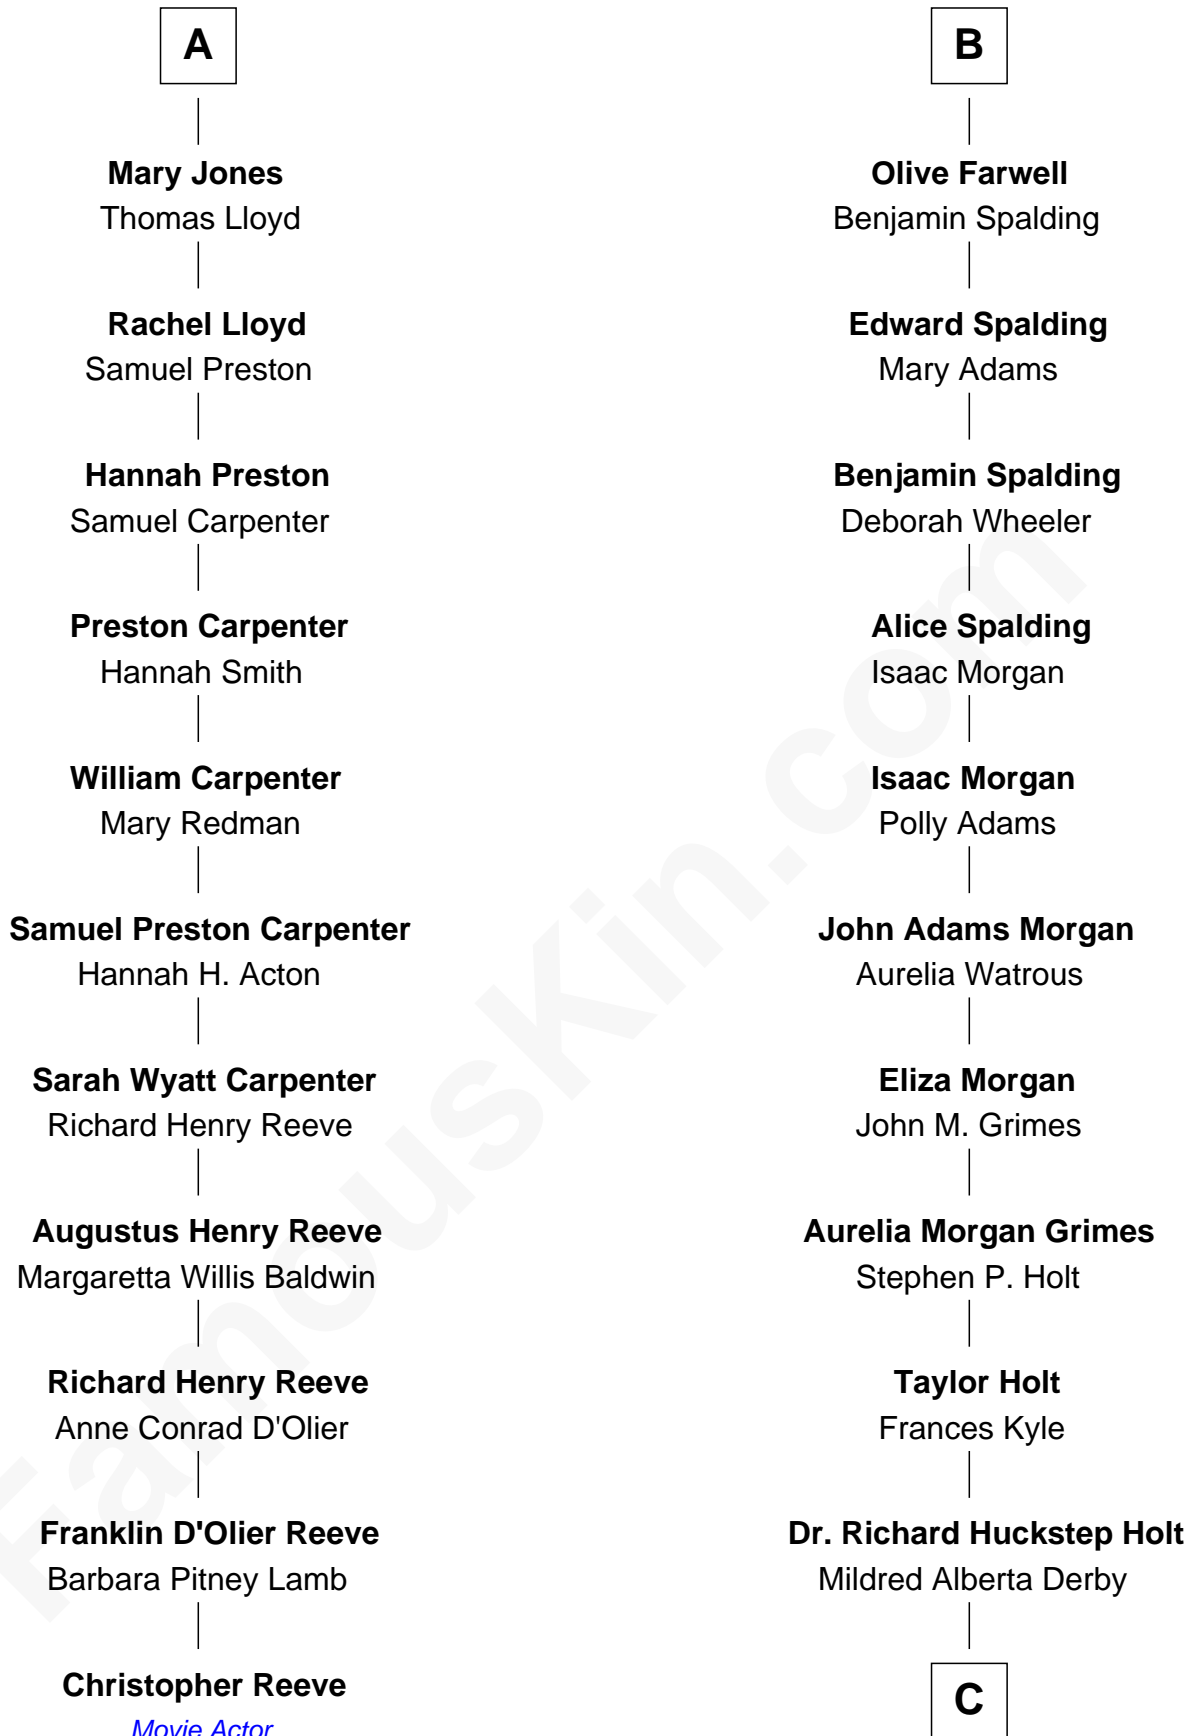 A
Mary Jones
Thomas Lloyd
Rachel Lloyd
Samuel Preston
Hannah Preston
Samuel Carpenter
Preston Carpenter
Hannah Smith
William Carpenter
Mary Redman
Samuel Preston Carpenter
Hannah H. Acton
Sarah Wyatt Carpenter
Richard Henry Reeve
Augustus Henry Reeve
Margaretta Willis Baldwin
Richard Henry Reeve
Anne Conrad D'Olier
Franklin D'Olier Reeve
Barbara Pitney Lamb
Christopher Reeve
Movie Actor
B
Olive Farwell
Benjamin Spalding
Edward Spalding
Mary Adams
Benjamin Spalding
Deborah Wheeler
Alice Spalding
Isaac Morgan
Isaac Morgan
Polly Adams
John Adams Morgan
Aurelia Watrous
Eliza Morgan
John M. Grimes
Aurelia Morgan Grimes
Stephen P. Holt
Taylor Holt
Frances Kyle
Dr. Richard Huckstep Holt
Mildred Alberta Derby
C
FamousKin.com